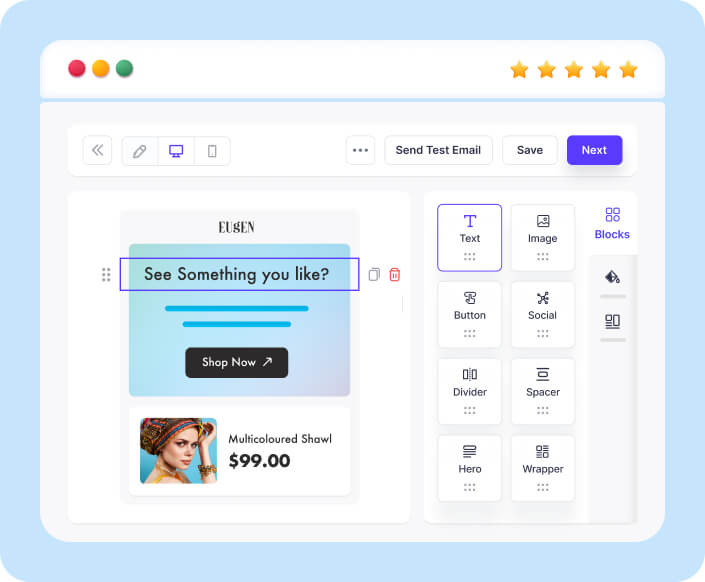 Send Test Email
Save
Next
EUgEN
See Something you like?
Shop Now
Multicoloured Shawl
$99.00
Text
Image
Button
Social
Divider
Spacer
Hero
Wrapper
Blocks